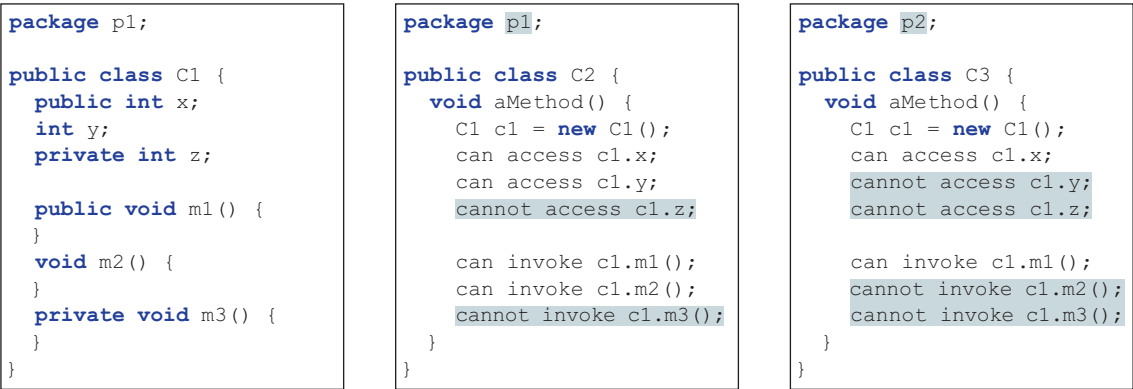 package p1;
public class C1 {
public int x;
int y;
private int z;
public void m1() {
}
void m2() {
}
private void m3() {
}
}
package p1;
public class C2 {
void aMethod() {
C1 c1 = new C1();
can access c1.x;
can access c1.y;
cannot access c1.z;
can invoke c1.m1();
can invoke c1.m2();
cannot invoke c1.m3();
}
}
package p2;
public class C3 {
void aMethod() {
C1 c1 = new C1();
can access c1.x;
cannot access c1.y;
cannot access c1.z;
can invoke c1.m1();
cannot invoke c1.m2();
cannot invoke c1.m3();
}
}